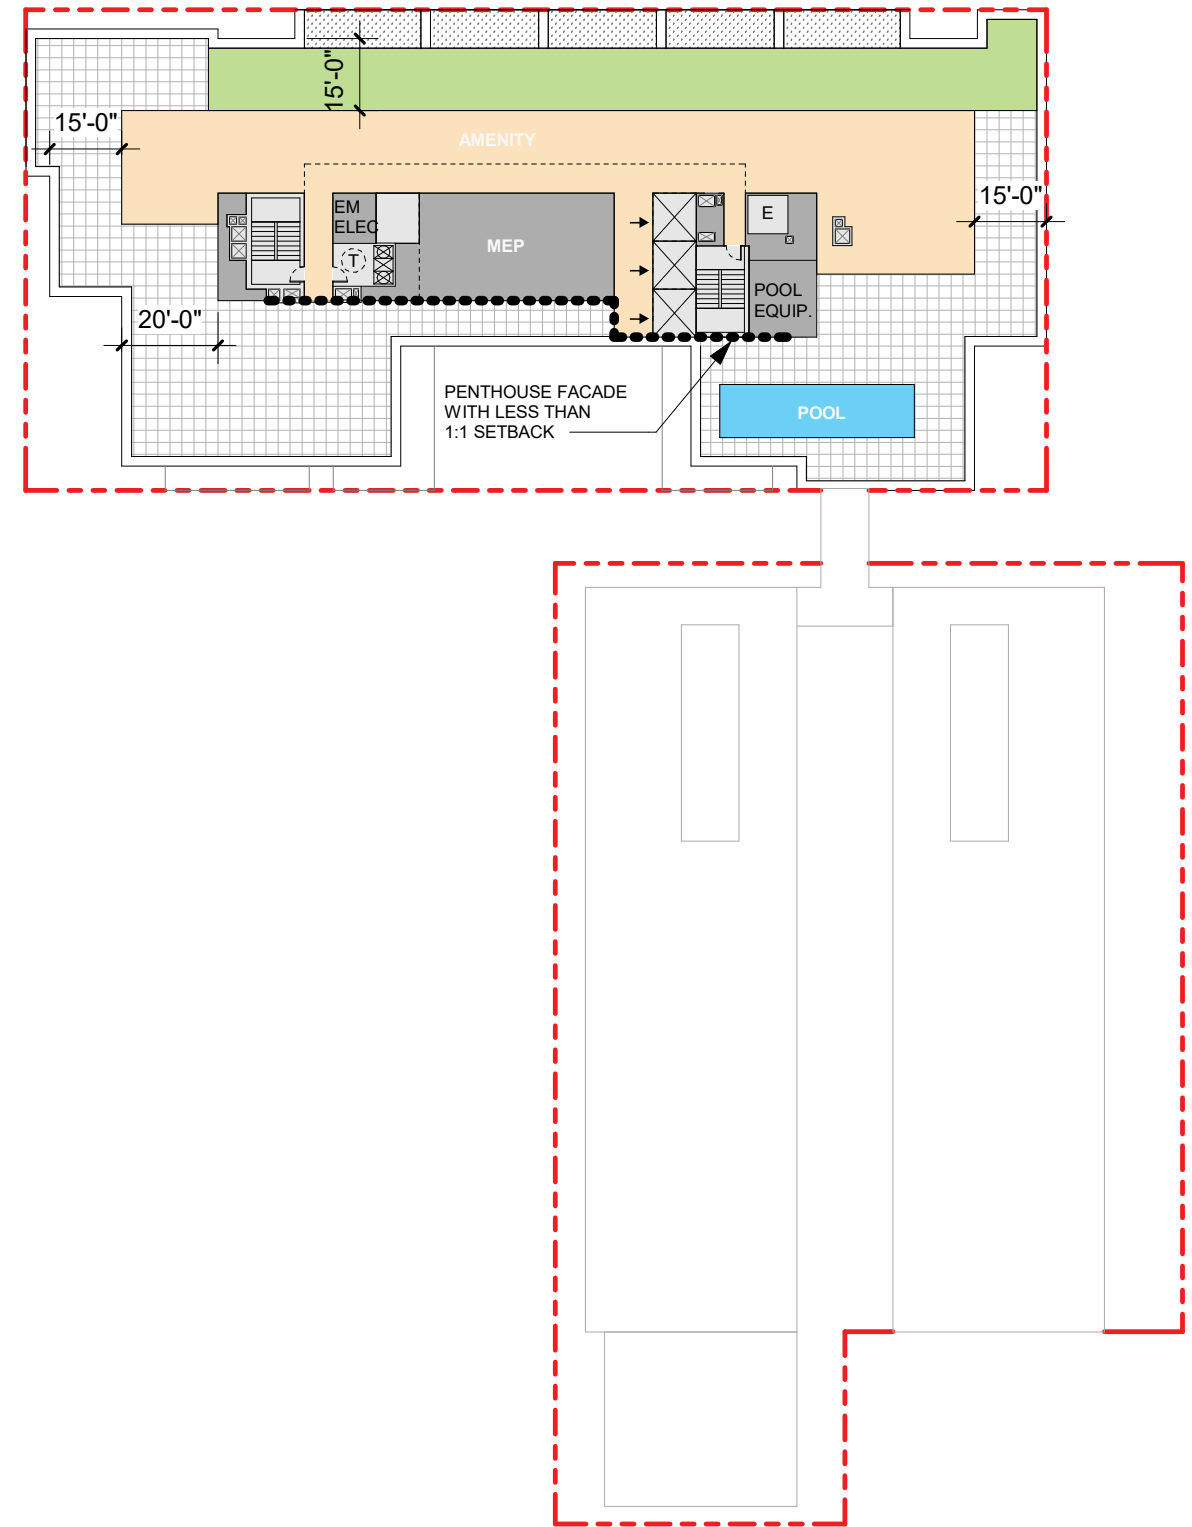 15'-0"
15'-0"
AMENITY
15'-0"
EM
ELEC
E
MEP
T
POOL
EQUIP.
20'-0"
PENTHOUSE FACADE
WITH LESS THAN
1:1 SETBACK
POOL